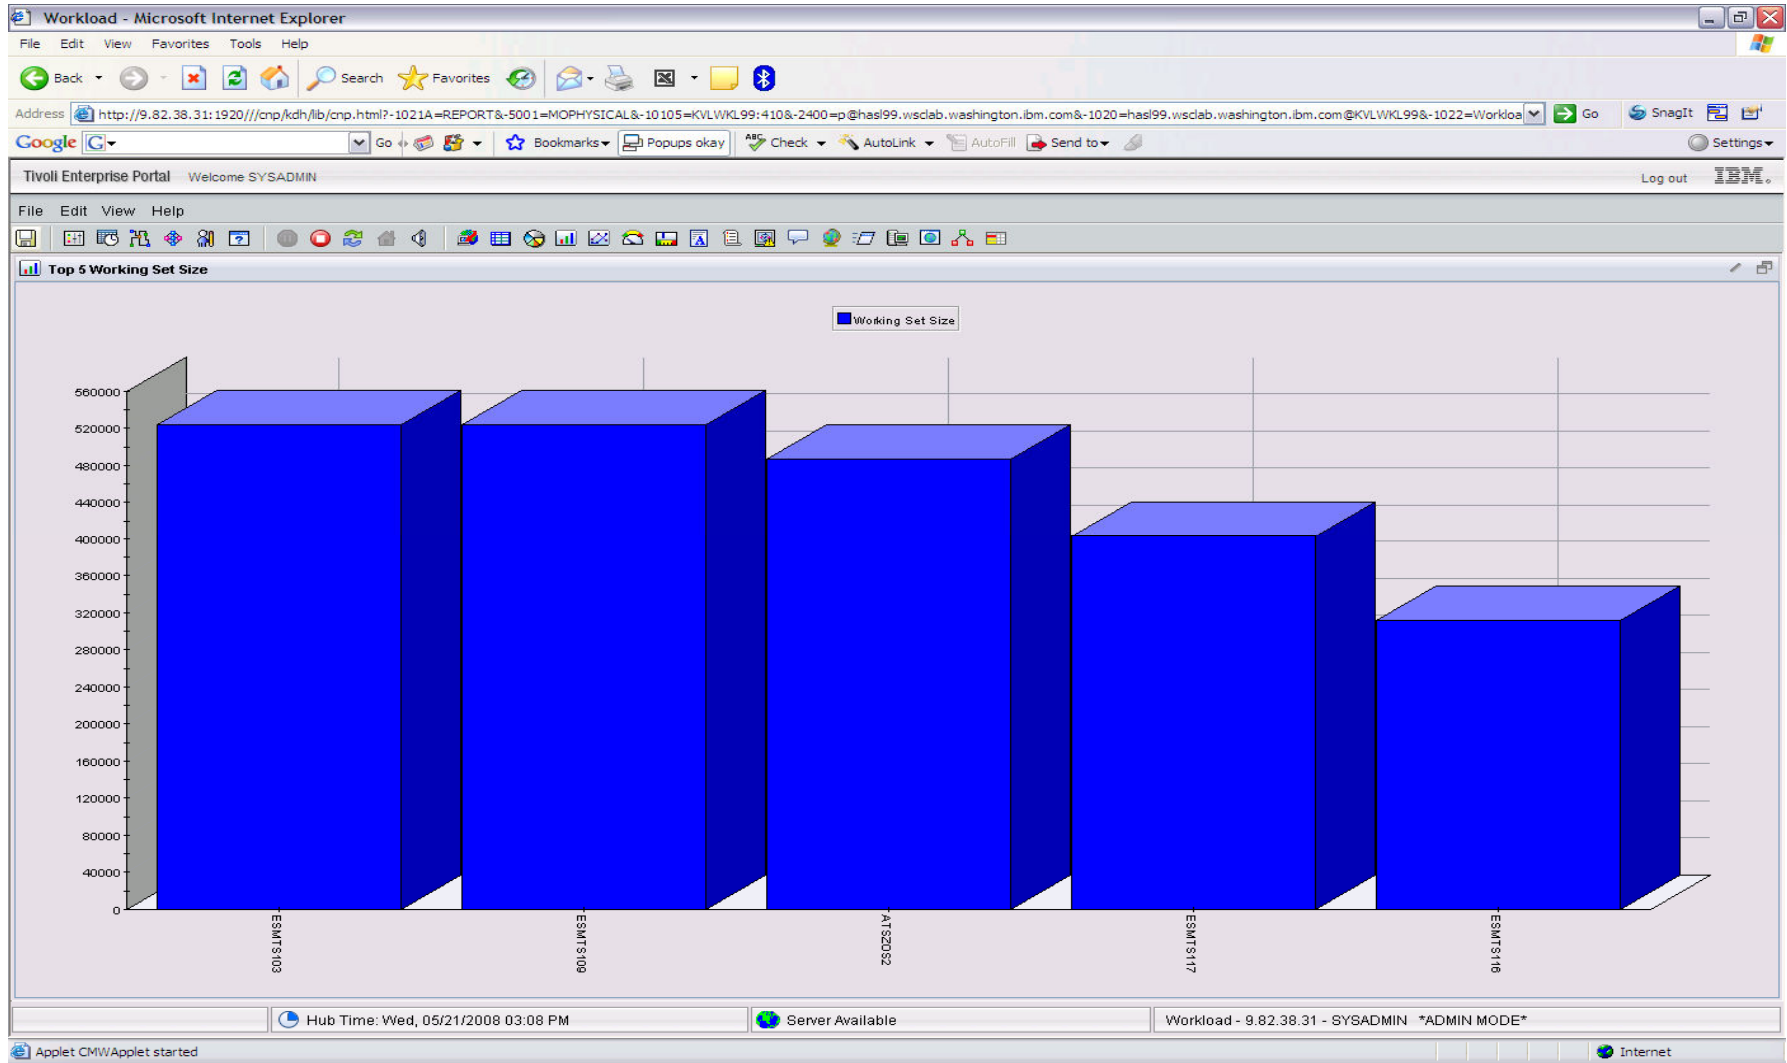 Workload - Microsoft Internet Explorer
File Edit View Favorites Tools Help
Back Search Favorites
Address http://9.82.38.31:1920///cnp/kdh/lib/cnp.html?-1021A=REPORT&-5001=MOPHYSICAL&-10105=KVLWKL99:410&-2400=p@hasl99.wsclab.washington.ibm.com&-1020=hasl99.wsclab.washington.ibm.com@KVLWKL99&-1022=Workloa Go SnagIt
Google G Go Bookmarks Popups okay ABC Check AutoLink AutoFill Send to Settings
Tivoli Enterprise Portal Welcome SYSADMIN Log out IBM.
File Edit View Help
Top 5 Working Set Size
Working Set Size
560000
520000
480000
440000
400000
360000
320000
280000
240000
200000
160000
120000
80000
40000
0
ESMTS103 ESMTS109 ATSZOS2 ESMTS117 ESMTS116
Hub Time: Wed, 05/21/2008 03:08 PM Server Available Workload - 9.82.38.31 - SYSADMIN *ADMIN MODE*
Applet CMWApplet started Internet